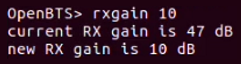 OpenBTS> rxgain 10
current RX gain is 47 dB
new RX gain is 10 dB